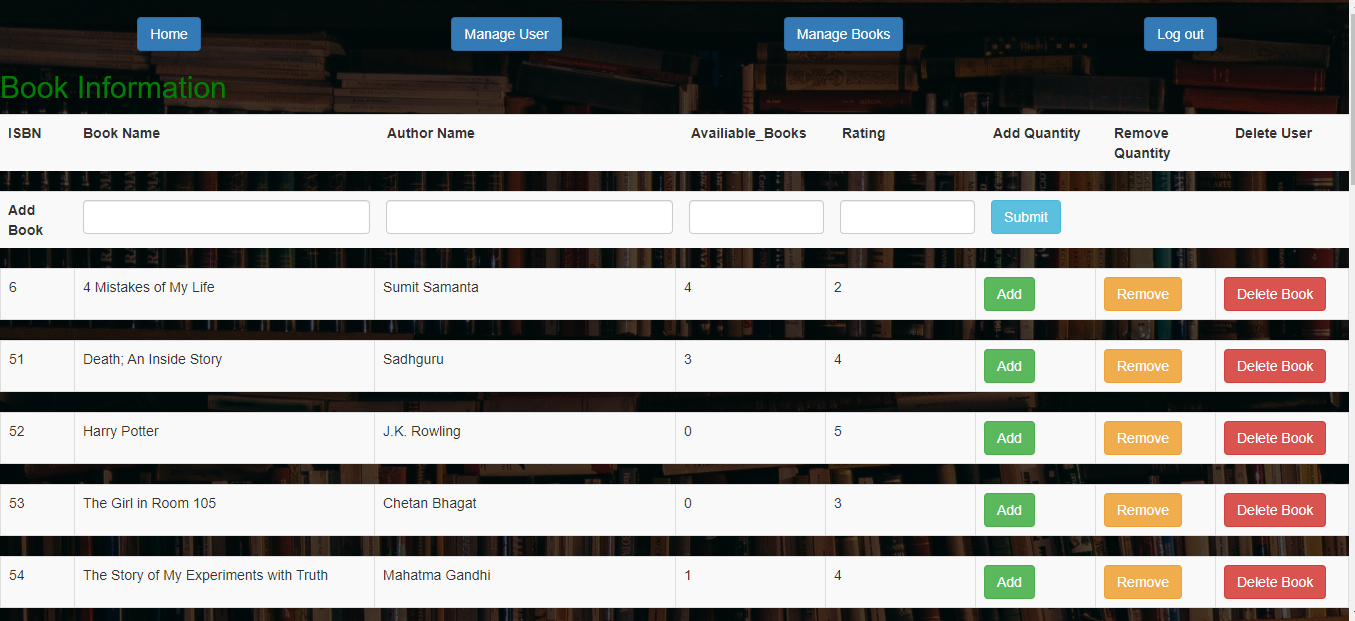 Home Manage User Manage Books Log out
Book Information
ISBN Book Name Author Name Availiable_Books Rating Add Quantity Remove Quantity Delete User
Add Book Submit
6 4 Mistakes of My Life Sumit Samanta 4 2 Add Remove Delete Book
51 Death; An Inside Story Sadhguru 3 4 Add Remove Delete Book
52 Harry Potter J.K. Rowling 0 5 Add Remove Delete Book
53 The Girl in Room 105 Chetan Bhagat 0 3 Add Remove Delete Book
54 The Story of My Experiments with Truth Mahatma Gandhi 1 4 Add Remove Delete Book